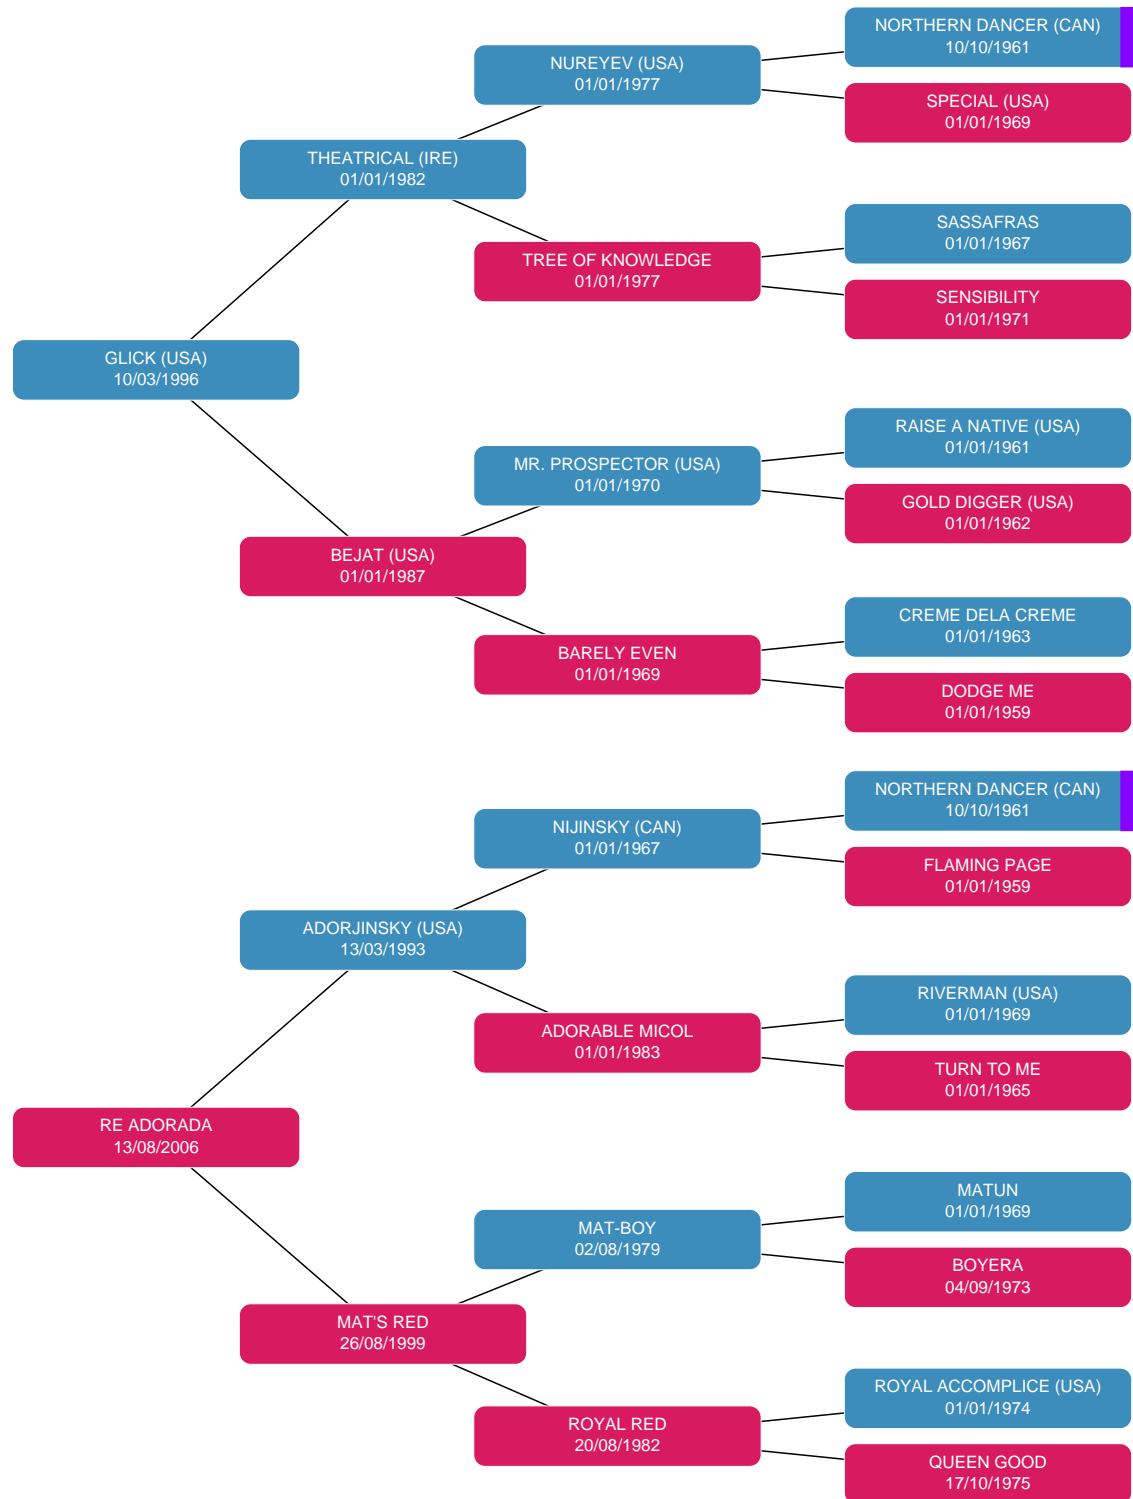 NORTHERN DANCER (CAN)
10/10/1961
NUREYEV (USA)
01/01/1977
SPECIAL (USA)
01/01/1969
THEATRICAL (IRE)
01/01/1982
SASSAFRAS
01/01/1967
TREE OF KNOWLEDGE
01/01/1977
SENSIBILITY
01/01/1971
GLICK (USA)
10/03/1996
RAISE A NATIVE (USA)
01/01/1961
MR. PROSPECTOR (USA)
01/01/1970
GOLD DIGGER (USA)
01/01/1962
BEJAT (USA)
01/01/1987
CREME DELA CREME
01/01/1963
BARELY EVEN
01/01/1969
DODGE ME
01/01/1959
NORTHERN DANCER (CAN)
10/10/1961
NIJINSKY (CAN)
01/01/1967
FLAMING PAGE
01/01/1959
ADORJINSKY (USA)
13/03/1993
RIVERMAN (USA)
01/01/1969
ADORABLE MICOL
01/01/1983
TURN TO ME
01/01/1965
RE ADORADA
13/08/2006
MATUN
01/01/1969
MAT-BOY
02/08/1979
BOYERA
04/09/1973
MAT'S RED
26/08/1999
ROYAL ACCOMPLICE (USA)
01/01/1974
ROYAL RED
20/08/1982
QUEEN GOOD
17/10/1975